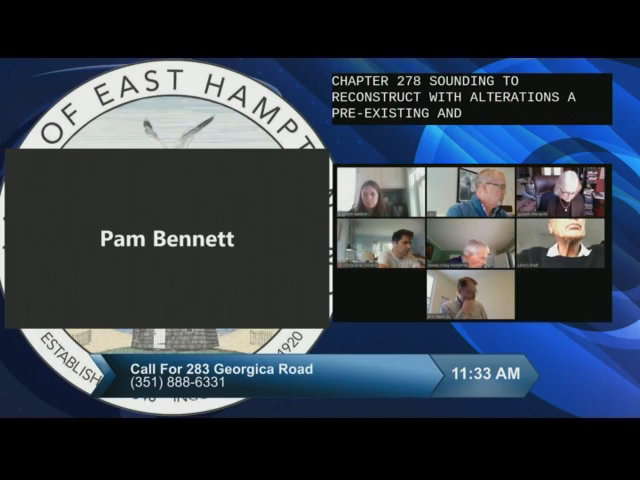 CHAPTER 278 SOUNDING TO
RECONSTRUCT WITH ALTERATIONS A
PRE-EXISTING AND
OF EAST HAMPT
Pam Bennett
ESTABLISH
1920
INC
Call For 283 Georgica Road
(351) 888-6331
11:33 AM